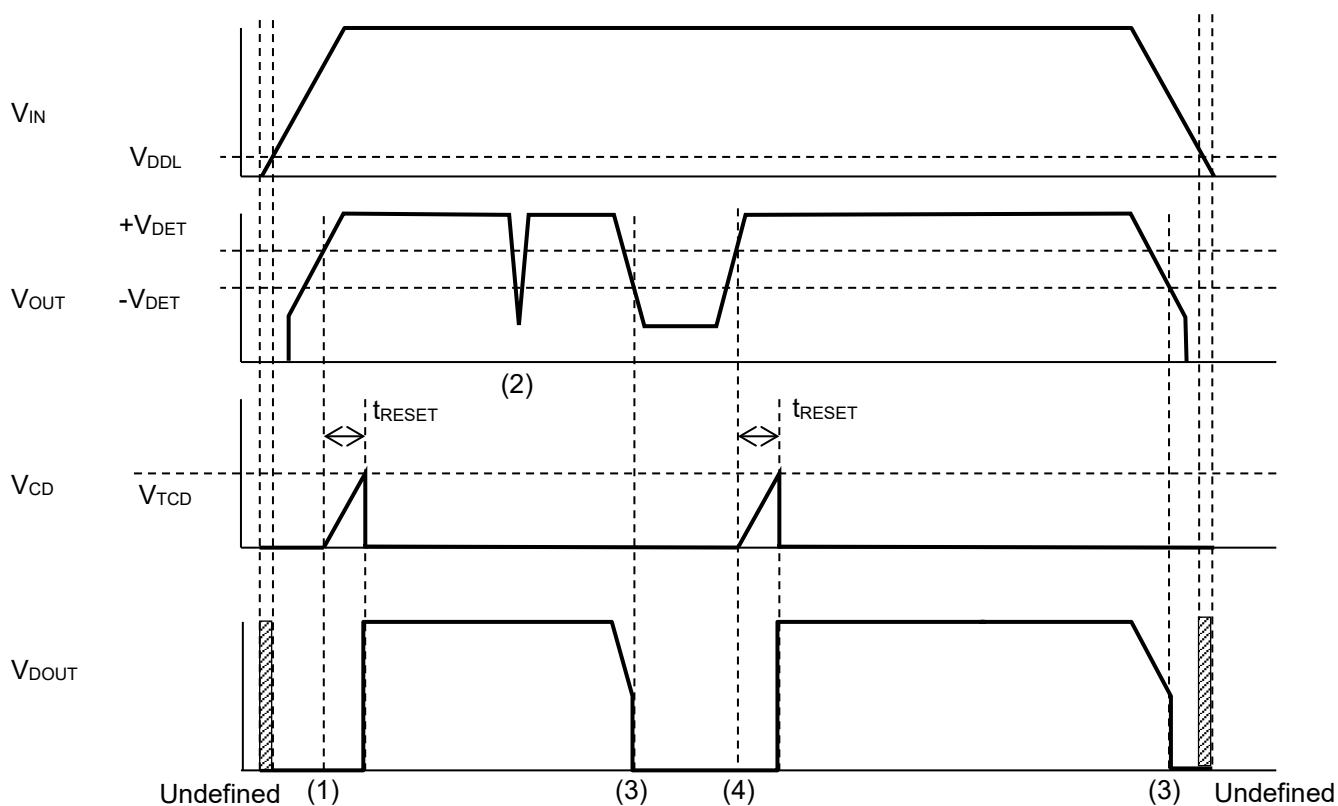 VIN
VDDL
+VDET
VOUT
-VDET
(2)
tRESET
tRESET
VCD
VTCD
VDOUT
Undefined
(1)
(3)
(4)
(3)
Undefined